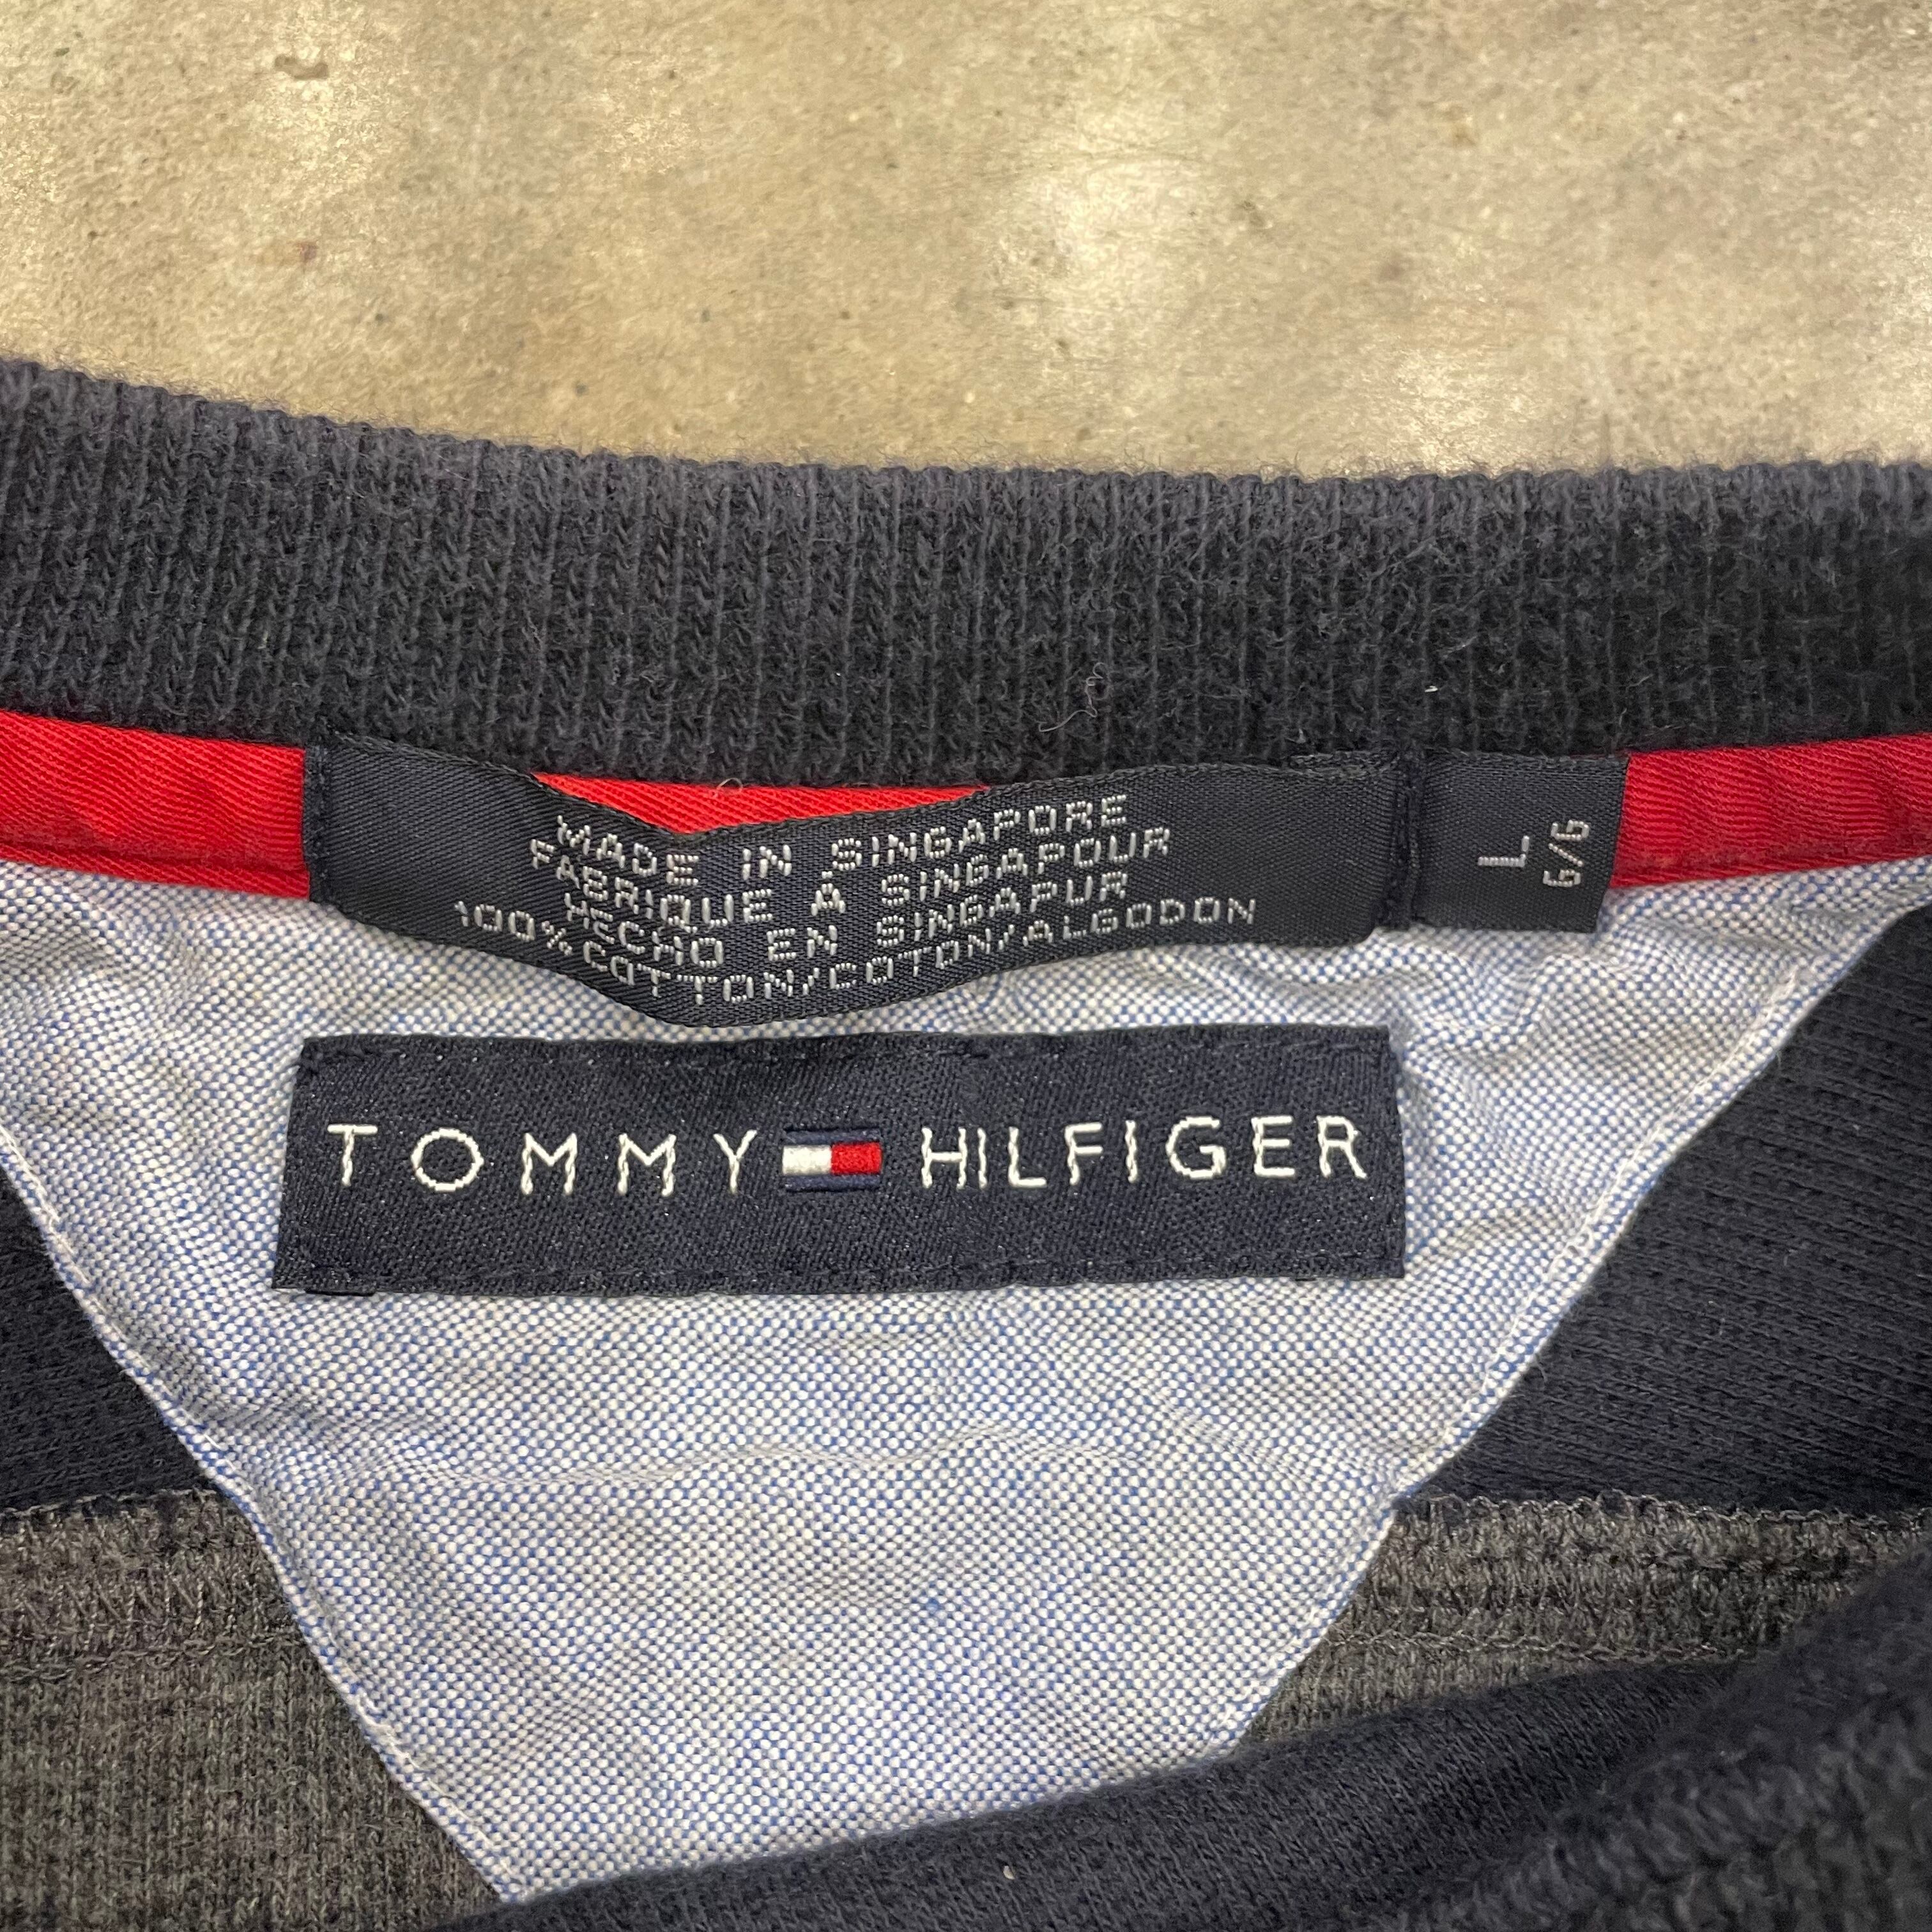 MADE IN SINGAPORE
FABRIQUE A SINGAPOUR
HECHO EN SINGAPUR
100% COTTON/COTON/ALGODON
L
G/G
TOMMY HILFIGER